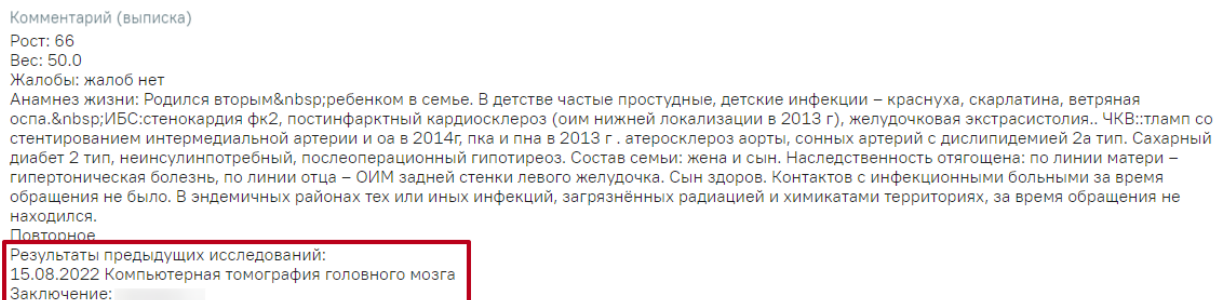 Комментарий (выписка)
Рост: 66
Вес: 50.0
Жалобы: жалоб нет
Анамнез жизни: Родился вторым&nbsp;ребенком в семье. В детстве частые простудные, детские инфекции – краснуха, скарлатина, ветряная
оспа.&nbsp;ИБС:стенокардия фк2, постинфарктный кардиосклероз (оим нижней локализации в 2013 г), желудочковая экстрасистолия.. ЧКВ::тламп со
стентированием интермедиальной артерии и оа в 2014г, пка и пна в 2013 г . атеросклероз аорты, сонных артерий с дислипидемией 2а тип. Сахарный
диабет 2 тип, неинсулинпотребный, послеоперационный гипотиреоз. Состав семьи: жена и сын. Наследственность отягощена: по линии матери –
гипертоническая болезнь, по линии отца – ОИМ задней стенки левого желудочка. Сын здоров. Контактов с инфекционными больными за время
обращения не было. В эндемичных районах тех или иных инфекций, загрязнённых радиацией и химикатами территориях, за время обращения не
находился.
Повторное
Результаты предыдущих исследований:
15.08.2022 Компьютерная томография головного мозга
Заключение: